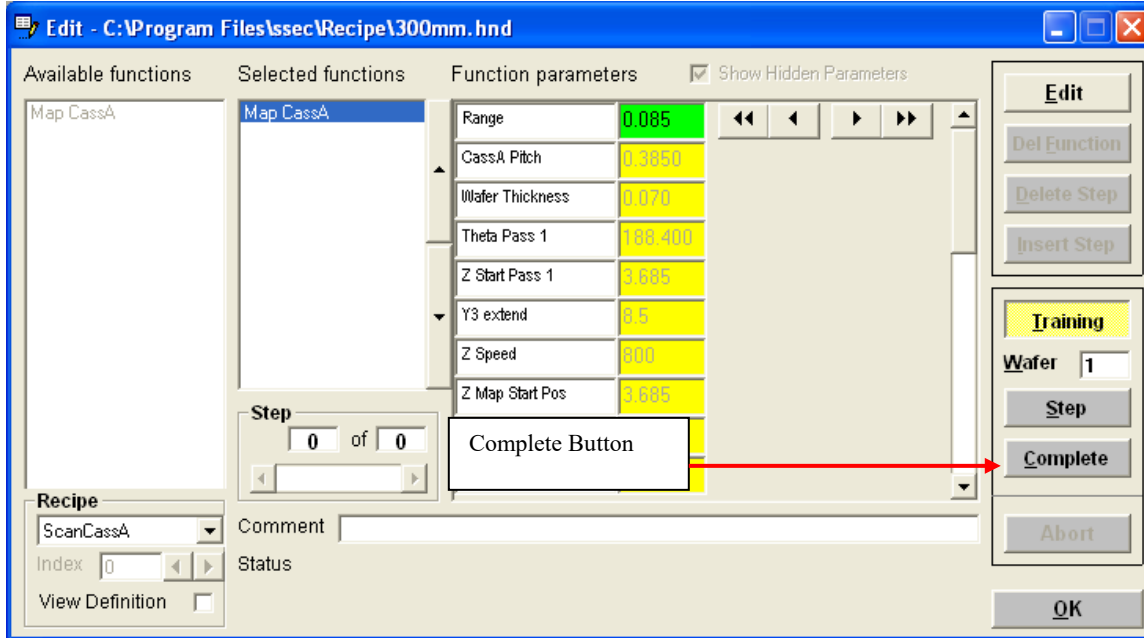 Edit - C:\Program Files\ssec\Recipe\300mm.hnd
Available functions
Selected functions
Function parameters
Show Hidden Parameters
Map CassA
Map CassA
Range 0.085
CassA Pitch 0.3850
Wafer Thickness 0.070
Theta Pass 1 188.400
Z Start Pass 1 3.685
Y3 extend 8.5
Z Speed 800
Z Map Start Pos 3.685
Edit
Del Function
Delete Step
Insert Step
Training
Wafer 1
Step
Complete
Abort
OK
Step
0 of 0
Complete Button
Recipe
ScanCassA
Index 0
View Definition
Comment
Status